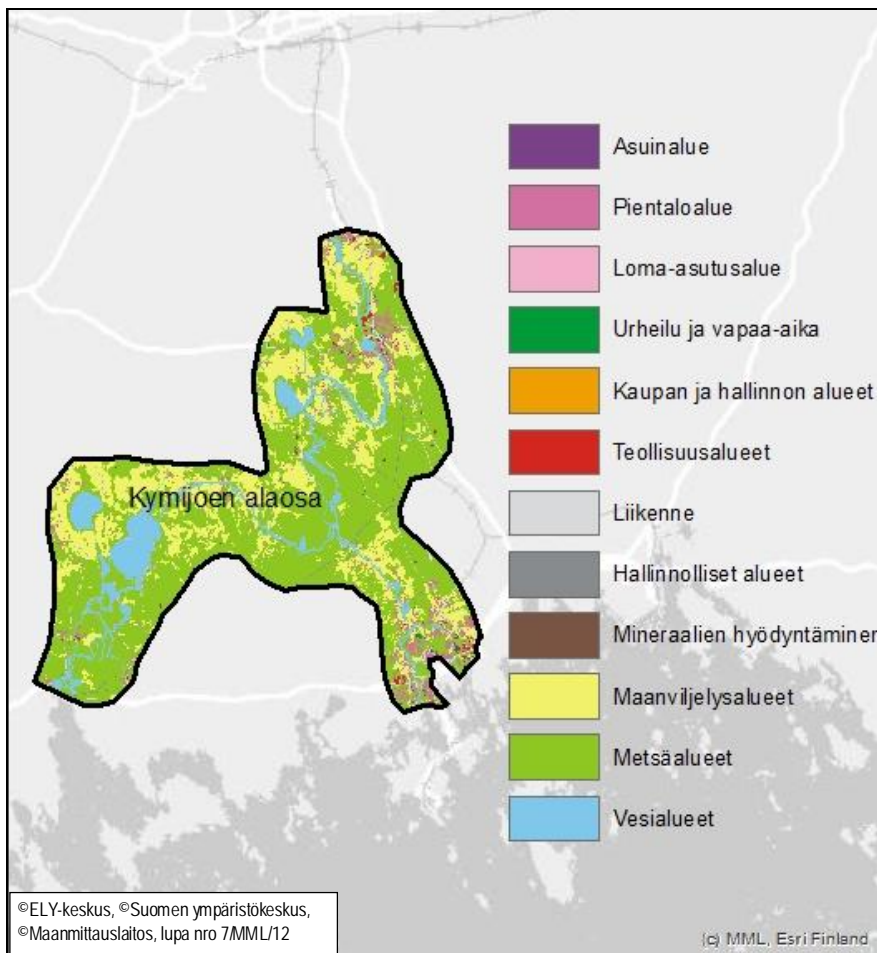 Asuinalue
Pientaloalue
Loma-asutusalue
Urheilu ja vapaa-aika
Kaupan ja hallinnon alueet
Teollisuusalueet
Liikenne
Hallinnolliset alueet
Mineraalien hyödyntäminen
Maanviljelysalueet
Metsäalueet
Vesialueet
Kymijoen alaosa
©ELY-keskus, ©Suomen ympäristökeskus,
©Maanmittauslaitos, lupa nro 7/MML/12
(c) MML, Esri Finland